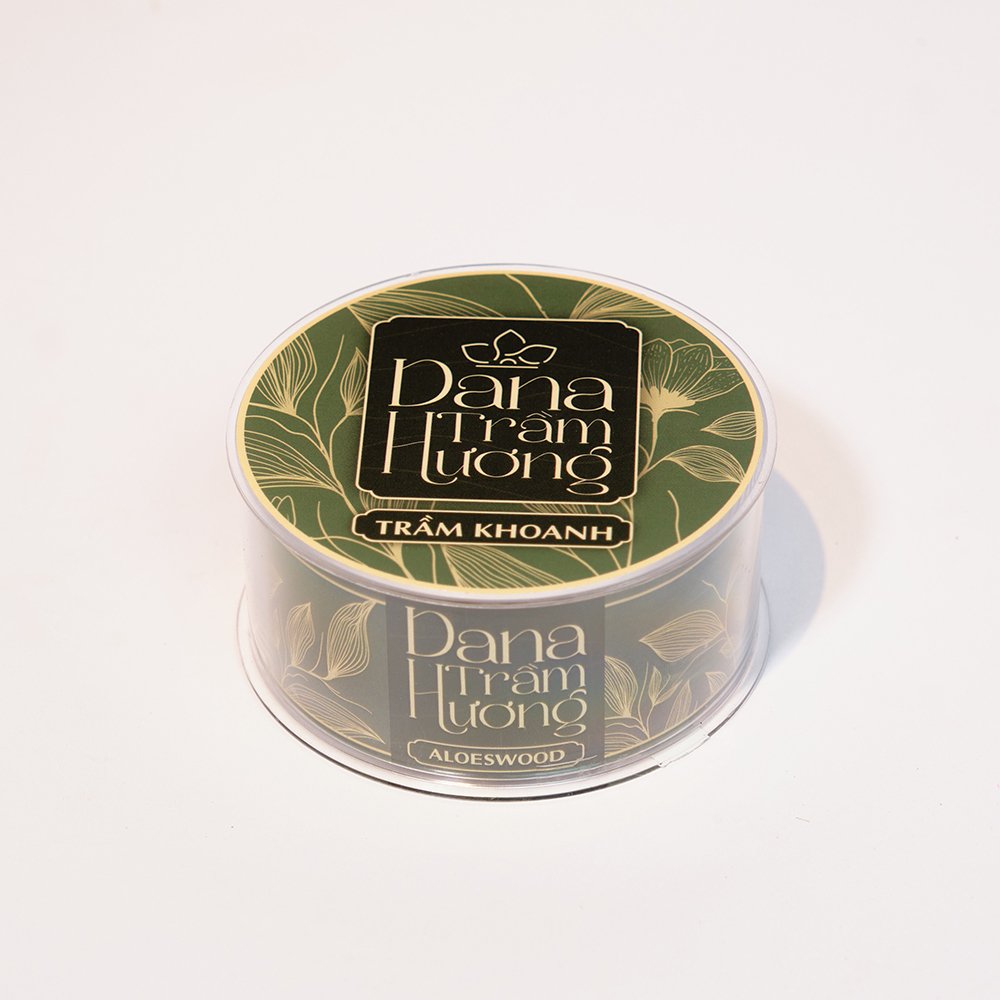 Dana
Trầm
Hương
TRẦM KHOANH
Dana
Trầm
Hương
ALOESWOOD